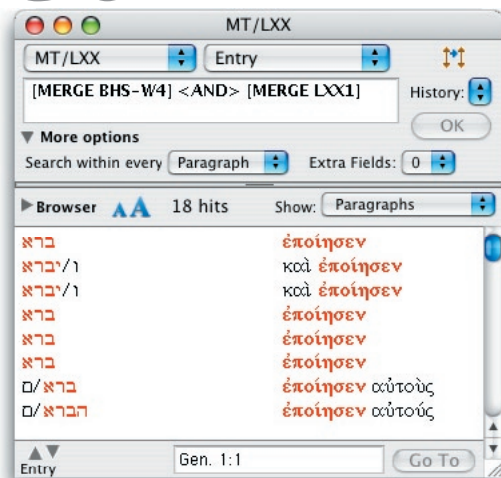 MT/LXX
MT/LXX Entry
[MERGE BHS-W4] <AND> [MERGE LXX1] History:
OK
More options
Search within every Paragraph Extra Fields: 0
Browser AA 18 hits Show: Paragraphs
ברא ἐποίησεν
ו/יברא καὶ ἐποίησεν
ו/יברא καὶ ἐποίησεν
ברא ἐποίησεν
ברא ἐποίησεν
ברא ἐποίησεν
ברא/ם ἐποίησεν αὐτοὺς
הברא/ם ἐποίησεν αὐτούς
Entry Gen. 1:1 Go To